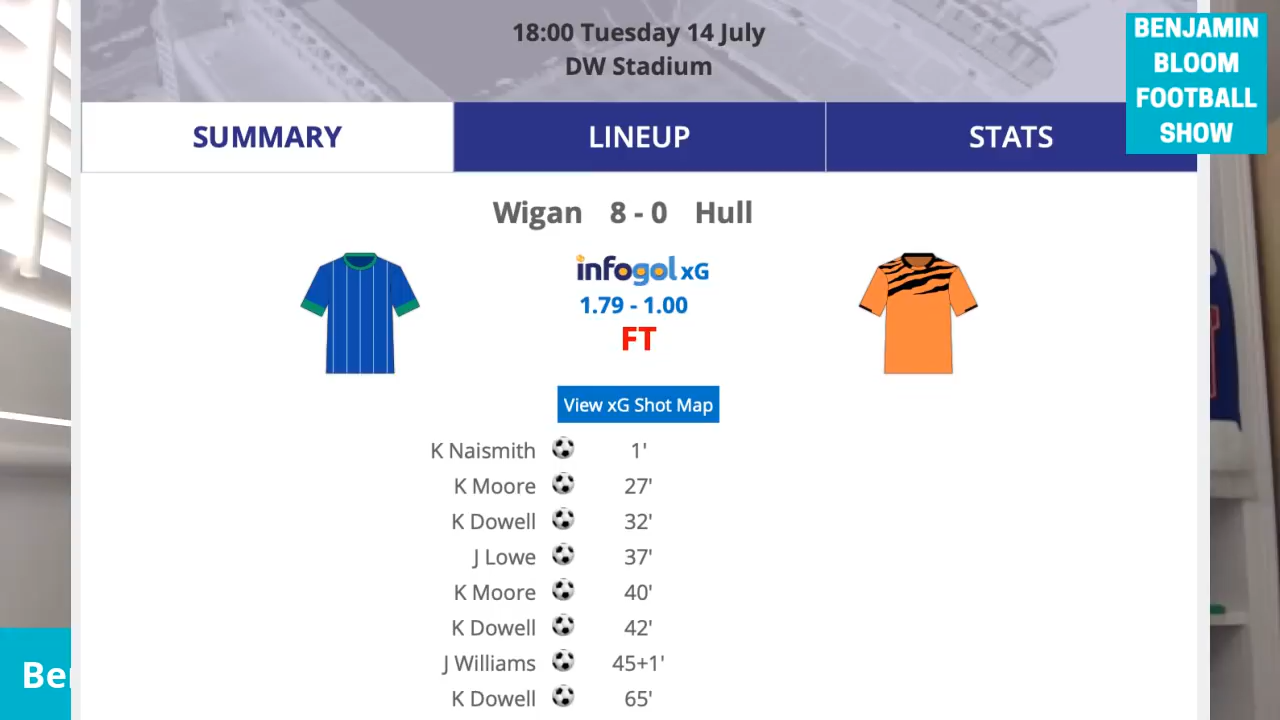 18:00 Tuesday 14 July
DW Stadium
BENJAMIN
BLOOM
FOOTBALL
SHOW
SUMMARY LINEUP STATS
Wigan 8 - 0 Hull
infogol xG
1.79 - 1.00
FT
View xG Shot Map
K Naismith 1'
K Moore 27'
K Dowell 32'
J Lowe 37'
K Moore 40'
K Dowell 42'
J Williams 45+1'
K Dowell 65'